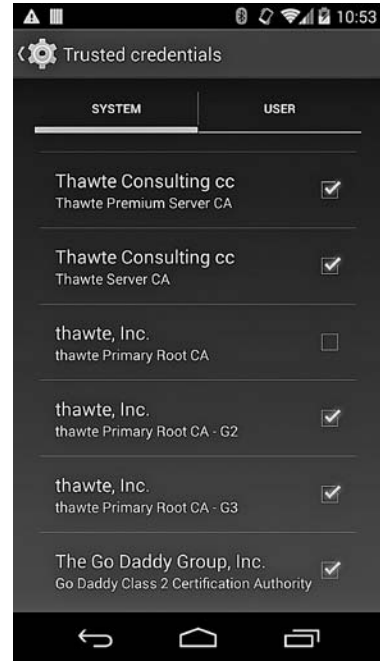 10:53
Trusted credentials
SYSTEM USER
Thawte Consulting cc
Thawte Premium Server CA
Thawte Consulting cc
Thawte Server CA
thawte, Inc.
thawte Primary Root CA
thawte, Inc.
thawte Primary Root CA - G2
thawte, Inc.
thawte Primary Root CA - G3
The Go Daddy Group, Inc.
Go Daddy Class 2 Certification Authority